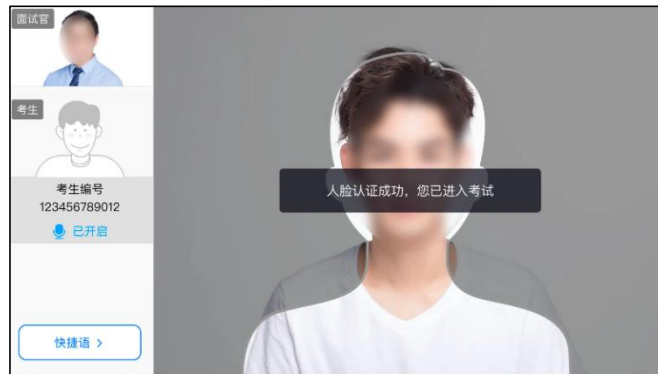 面试官
考生
考生编号
123456789012
已开启
快捷语 >
人脸认证成功，您已进入考试